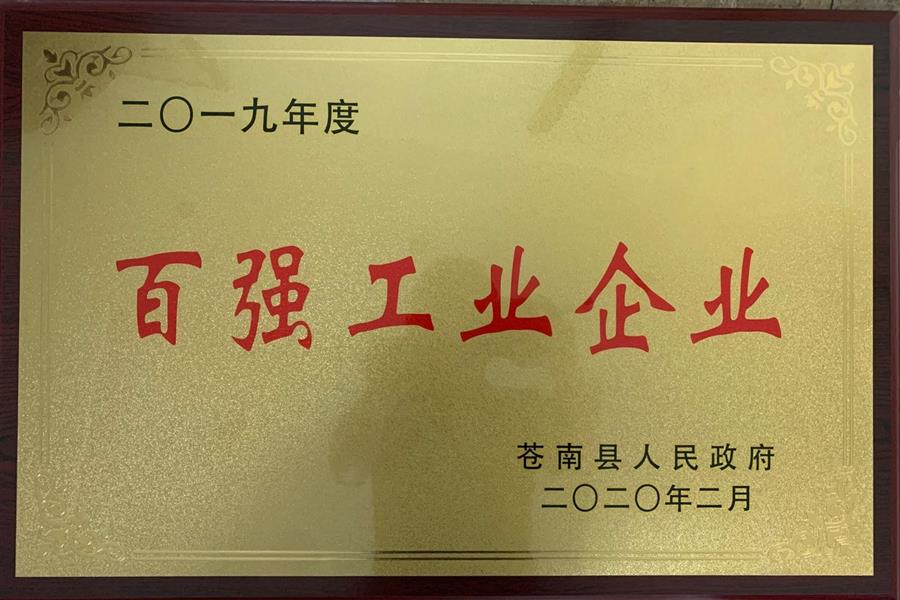 二〇一九年度
百强工业企业
苍南县人民政府
二〇二〇年二月